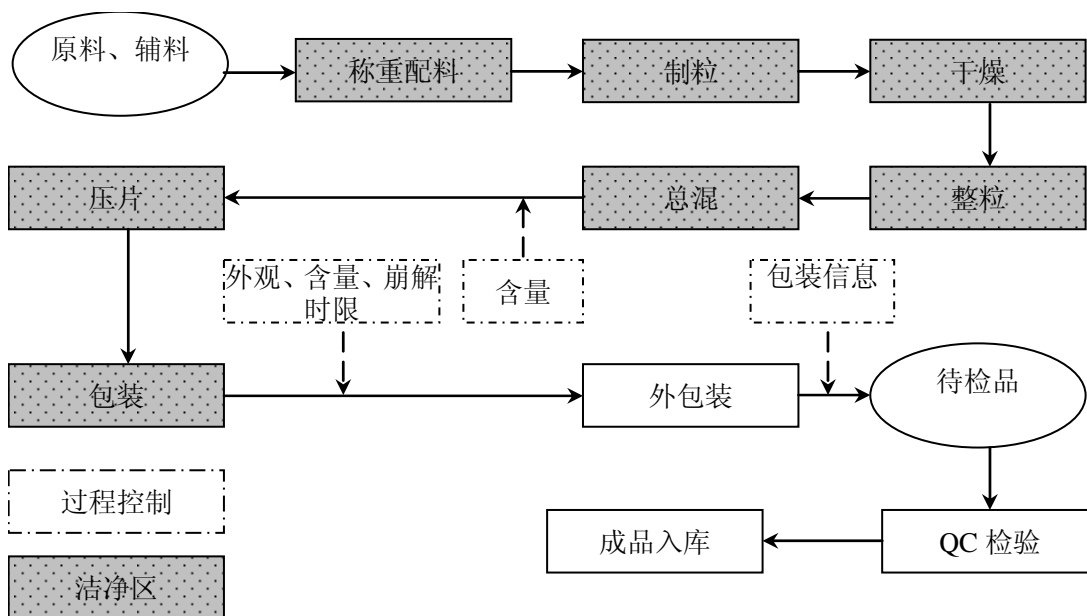 原料、辅料
称重配料
制粒
干燥
压片
总混
整粒
外观、含量、崩解
时限
含量
包装信息
包装
外包装
待检品
过程控制
成品入库
QC 检验
洁净区